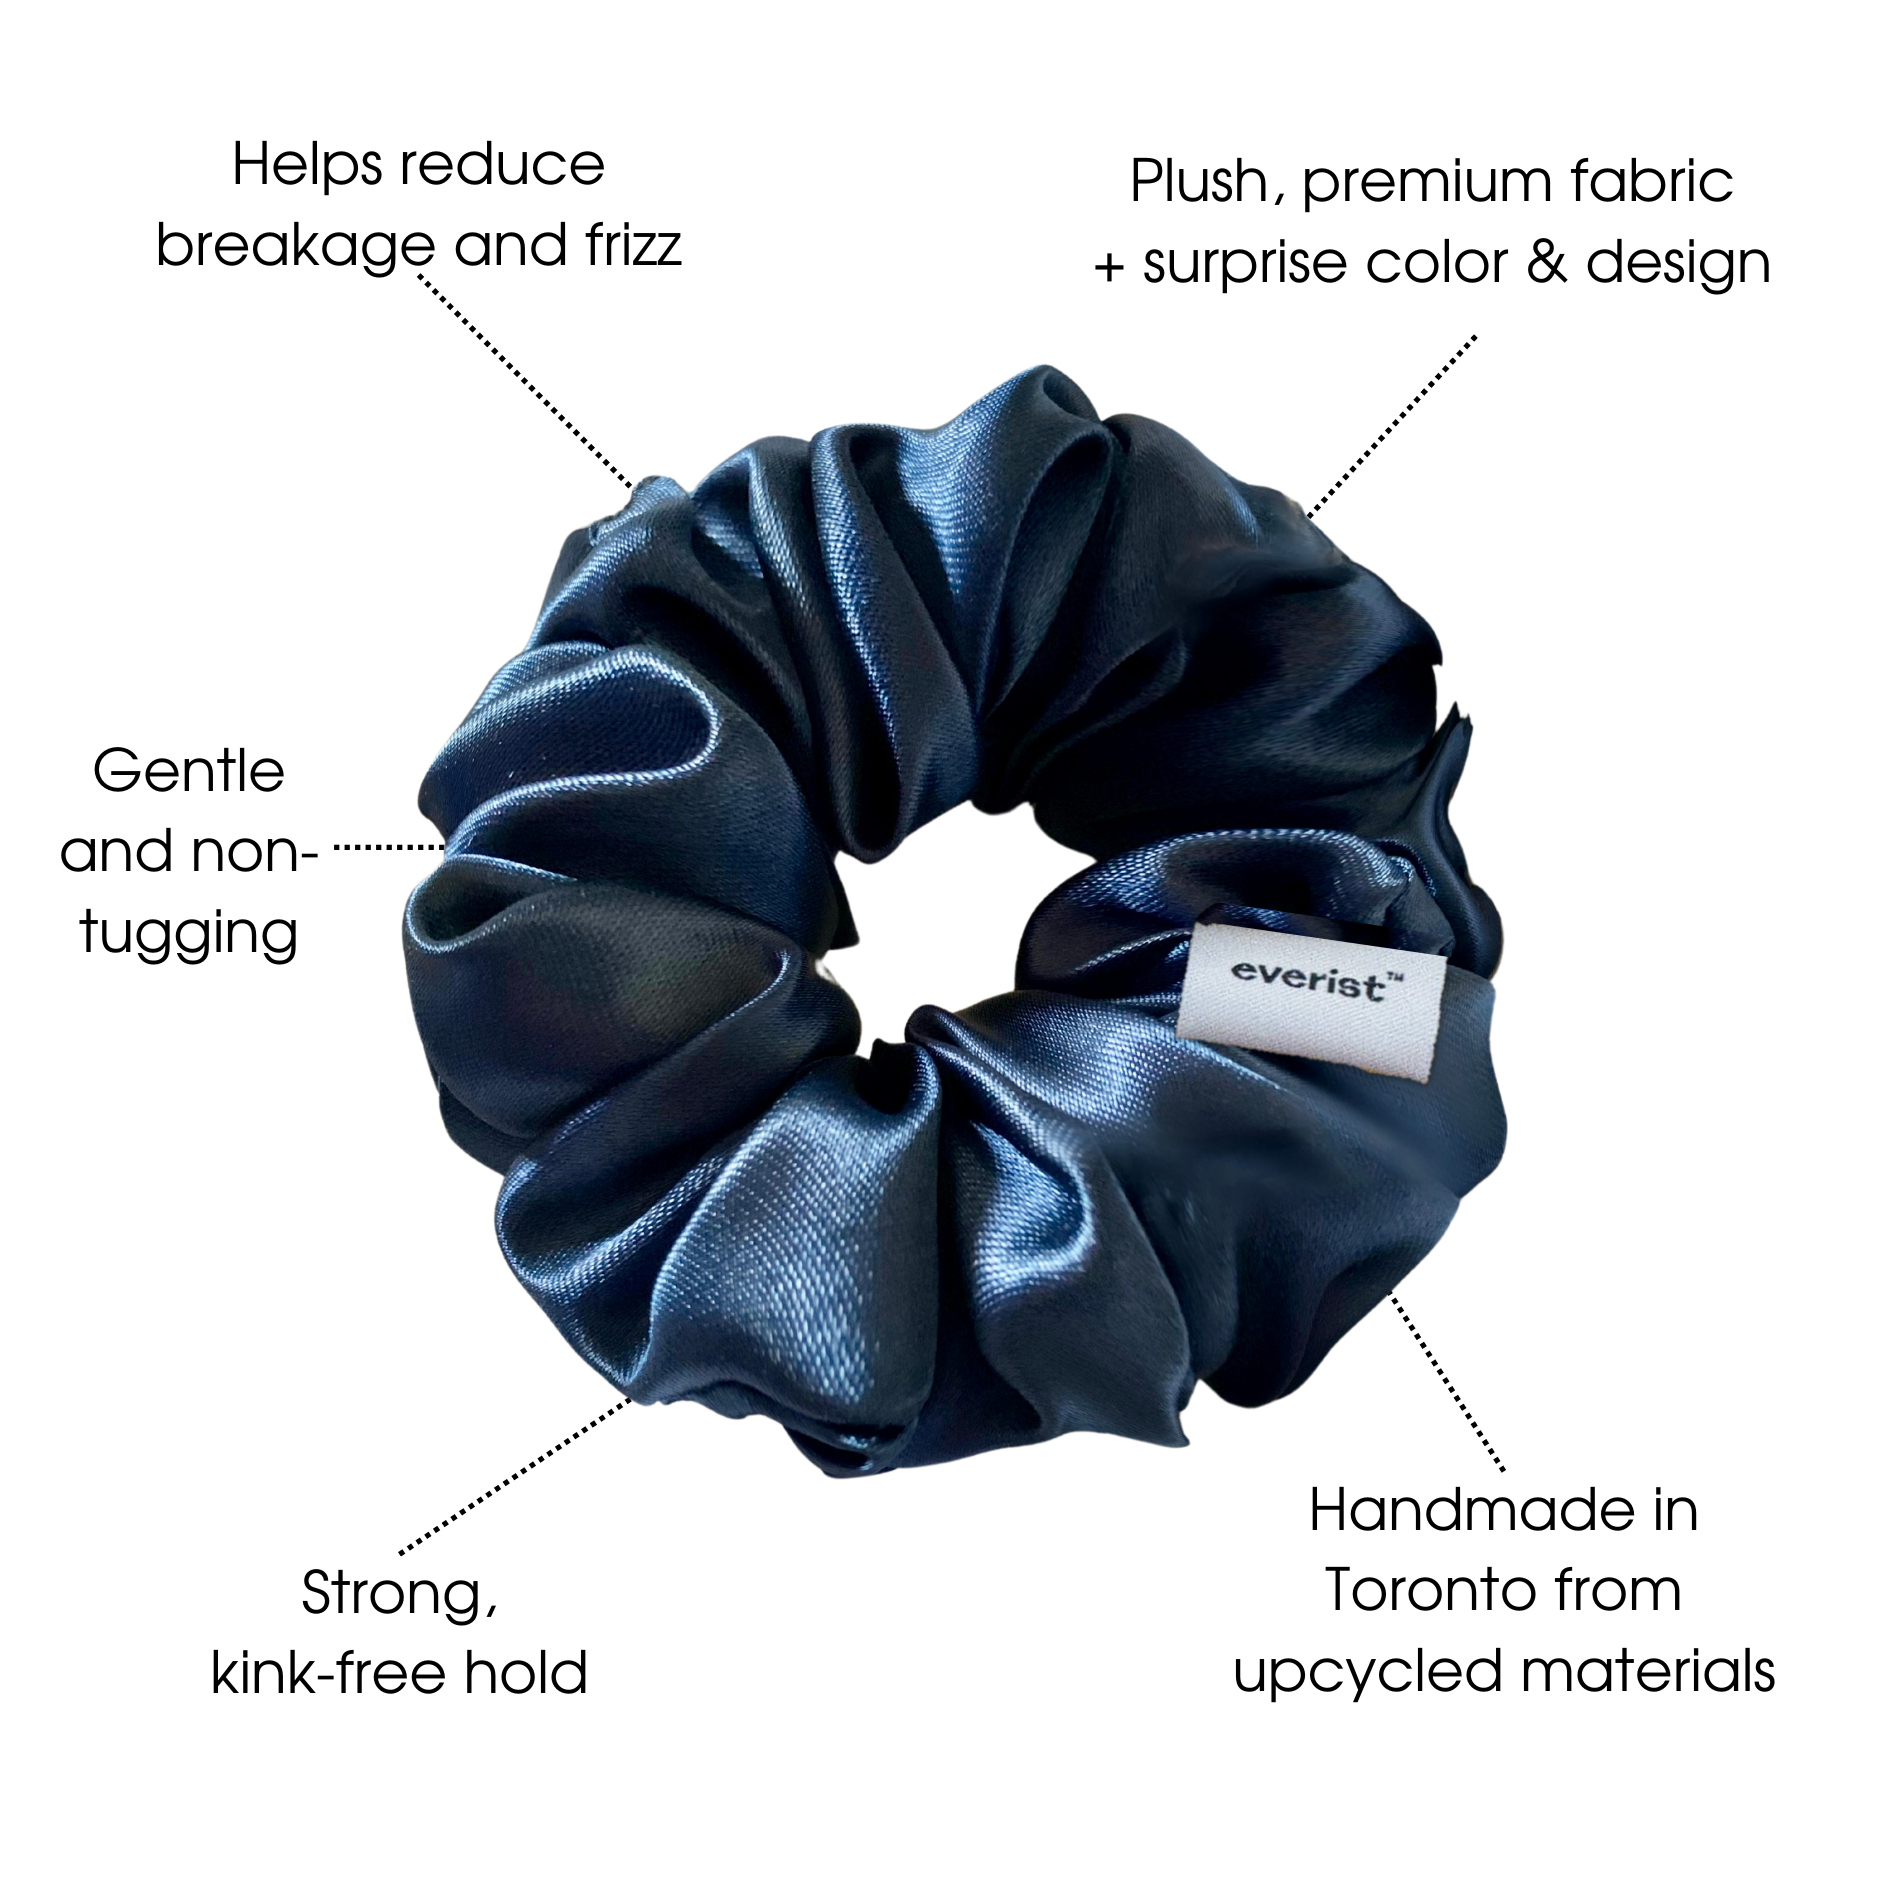 Helps reduce
breakage and frizz
Plush, premium fabric
+ surprise color & design
Gentle
and non-
tugging
everist™
Strong,
kink-free hold
Handmade in
Toronto from
upcycled materials